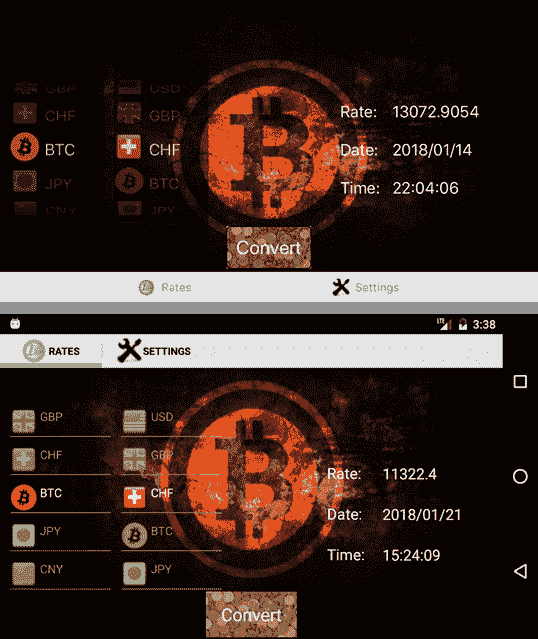 GBP USD
CHF GBP
BTC CHF
JPY BTC
CNY JPY
Rate: 13072.9054
Date: 2018/01/14
Time: 22:04:06
Convert
Rates Settings
3:38
RATES SETTINGS
GBP USD
CHF GBP
BTC CHF
JPY BTC
CNY JPY
Rate: 11322.4
Date: 2018/01/21
Time: 15:24:09
Convert